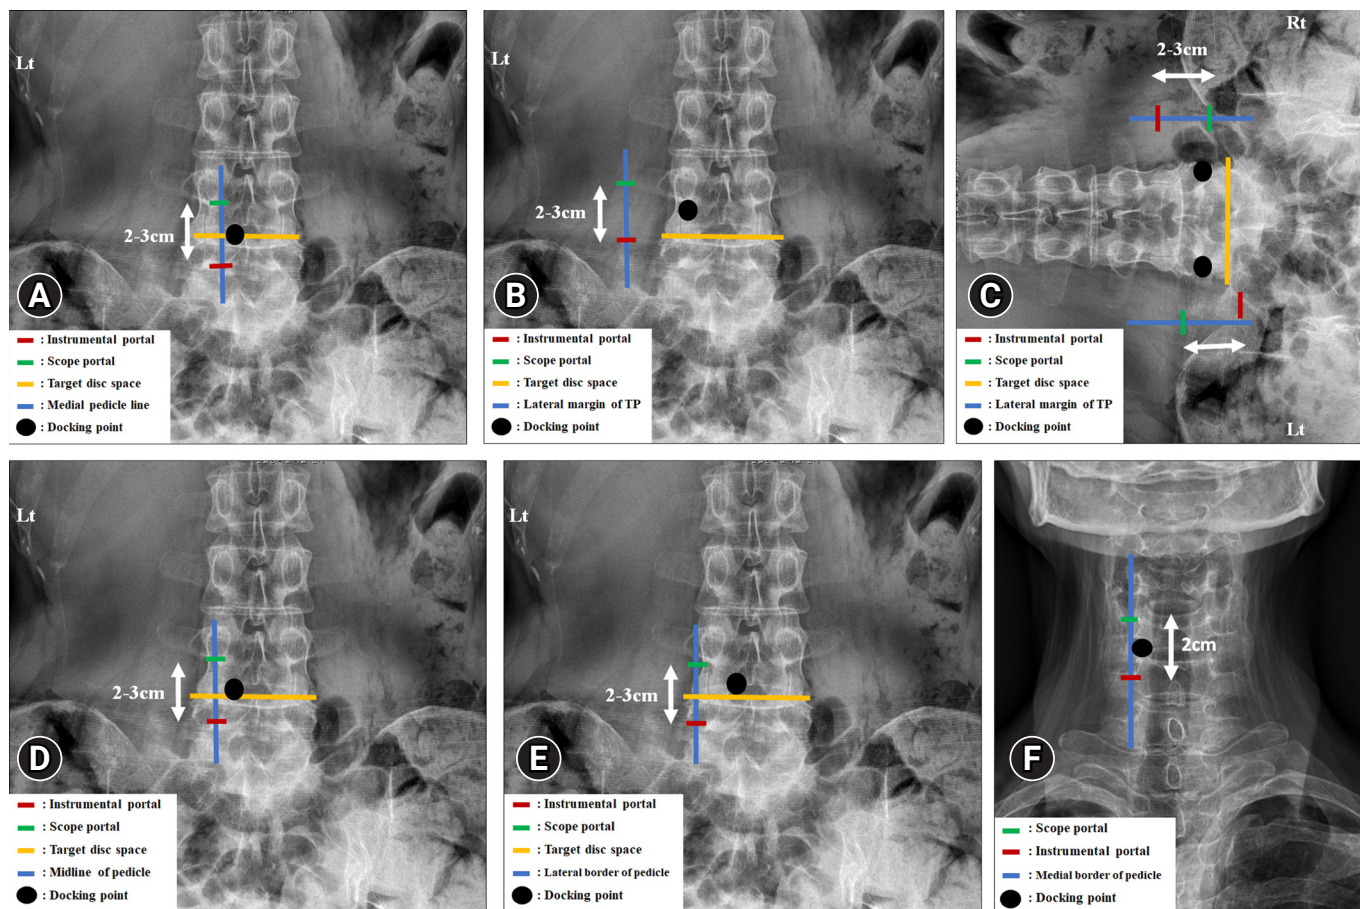 Lt
2-3cm
A
: Instrumental portal
: Scope portal
: Target disc space
: Medial pedicle line
: Docking point
Lt
2-3cm
B
: Instrumental portal
: Scope portal
: Target disc space
: Lateral margin of TP
: Docking point
Rt
2-3cm
C
: Instrumental portal
: Scope portal
: Target disc space
: Lateral margin of TP
: Docking point
Lt
Lt
2-3cm
D
: Instrumental portal
: Scope portal
: Target disc space
: Midline of pedicle
: Docking point
Lt
2-3cm
E
: Instrumental portal
: Scope portal
: Target disc space
: Lateral border of pedicle
: Docking point
2cm
F
: Scope portal
: Instrumental portal
: Medial border of pedicle
: Docking point